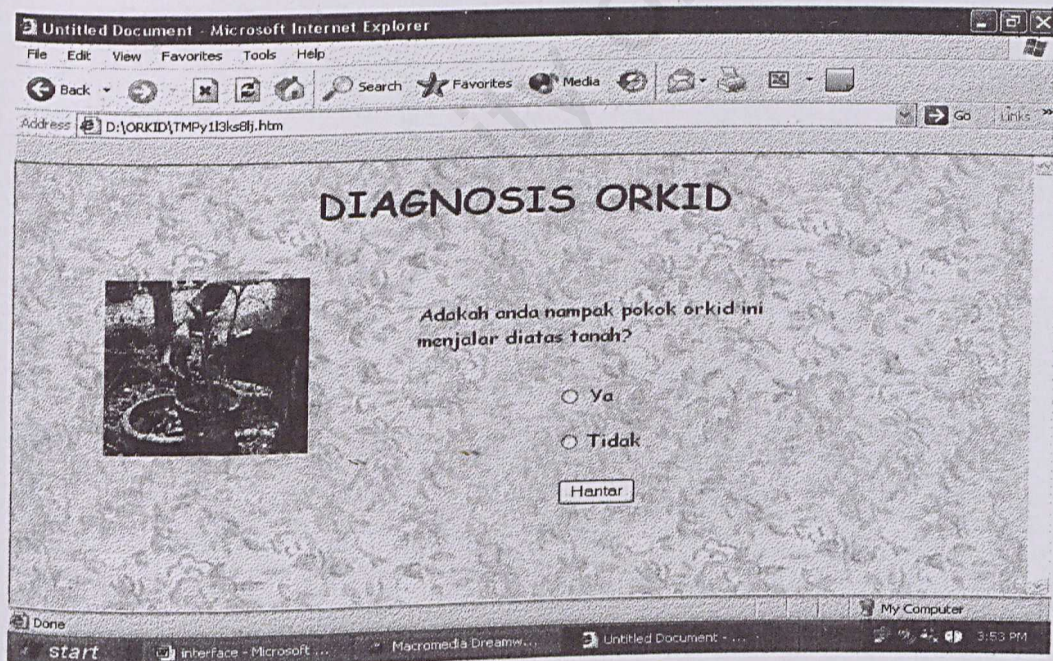 Untitled Document - Microsoft Internet Explorer
File Edit View Favorites Tools Help
Back Search Favorites Media
Address D:\ORKID\TMPy1l3ks8lj.htm Go Links »
DIAGNOSIS ORKID
Adakah anda nampak pokok orkid ini
menjalar diatas tanah?
Ya
Tidak
Hantar
Done My Computer
start interface - Microsoft ... Macromedia Dreamw... Untitled Document - ... 3:53 PM